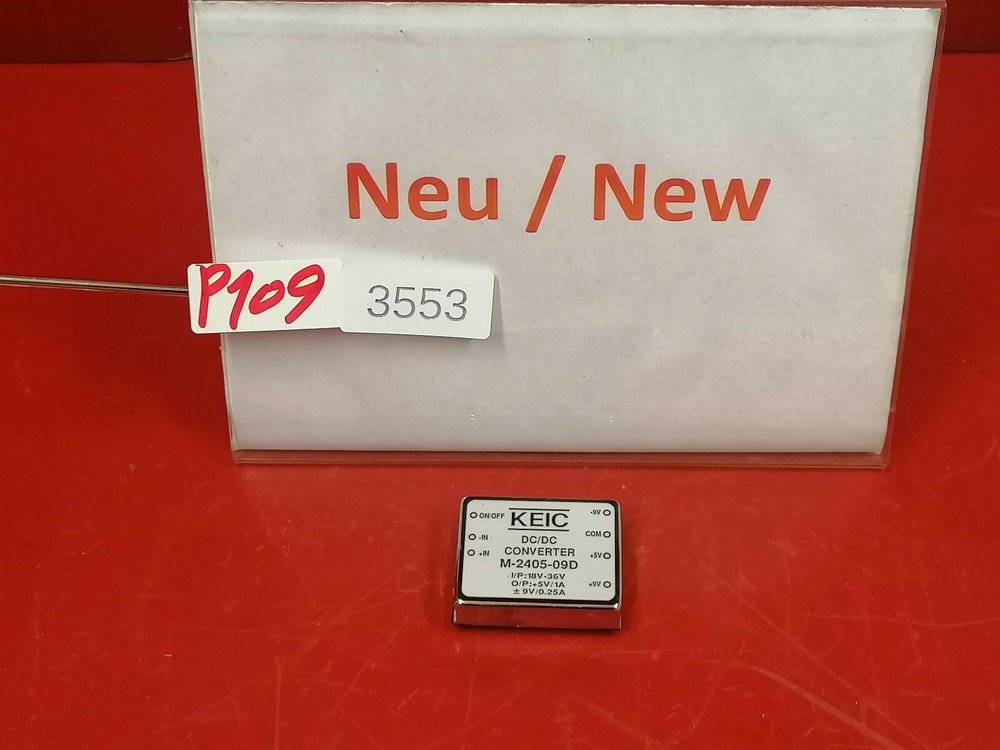 Neu / New
P109
3553
ON/OFF
-IN
+IN
KEIC
DC/DC
CONVERTER
M-2405-09D
I/P:18V-36V
O/P:+5V/1A
± 9V/0.25A
-9V
COM
+5V
+9V